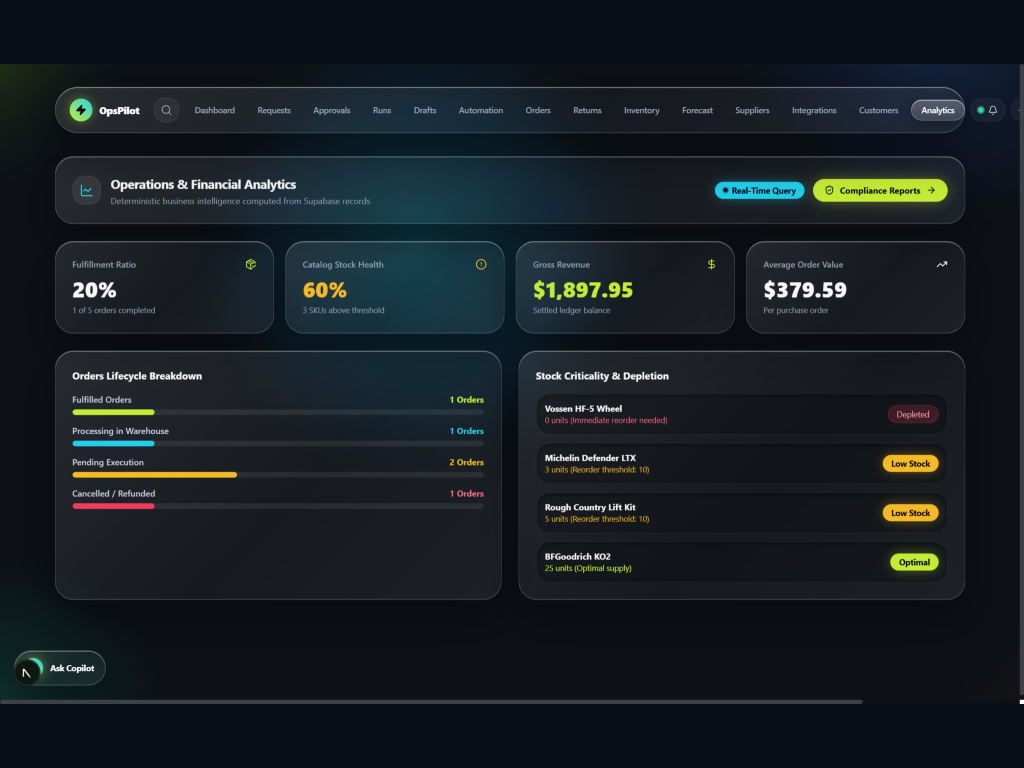 OpsPilot
Dashboard
Requests
Approvals
Runs
Drafts
Automation
Orders
Returns
Inventory
Forecast
Suppliers
Integrations
Customers
Analytics
Operations & Financial Analytics
Deterministic business intelligence computed from Supabase records
Real-Time Query
Compliance Reports
Fulfillment Ratio
20%
1 of 5 orders completed
Catalog Stock Health
60%
3 SKUs above threshold
Gross Revenue
$
$1,897.95
Settled ledger balance
Average Order Value
$379.59
Per purchase order
Orders Lifecycle Breakdown
Fulfilled Orders
1 Orders
Processing in Warehouse
1 Orders
Pending Execution
2 Orders
Cancelled / Refunded
1 Orders
Stock Criticality & Depletion
Vossen HF-5 Wheel
0 units (Immediate reorder needed)
Depleted
Michelin Defender LTX
3 units (Reorder threshold: 10)
Low Stock
Rough Country Lift Kit
5 units (Reorder threshold: 10)
Low Stock
BFGoodrich KO2
25 units (Optimal supply)
Optimal
N
Ask Copilot